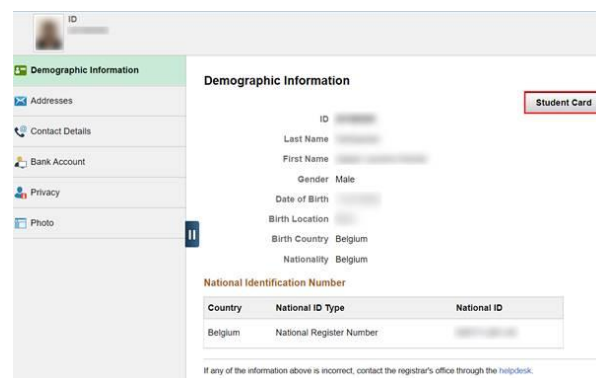 ID
Demographic Information
Addresses
Contact Details
Bank Account
Privacy
Photo
Demographic Information
Student Card
ID
Last Name
First Name
Gender Male
Date of Birth
Birth Location
Birth Country Belgium
Nationality Belgium
National Identification Number
Country National ID Type National ID
Belgium National Register Number
If any of the information above is incorrect, contact the registrar's office through the helpdesk.